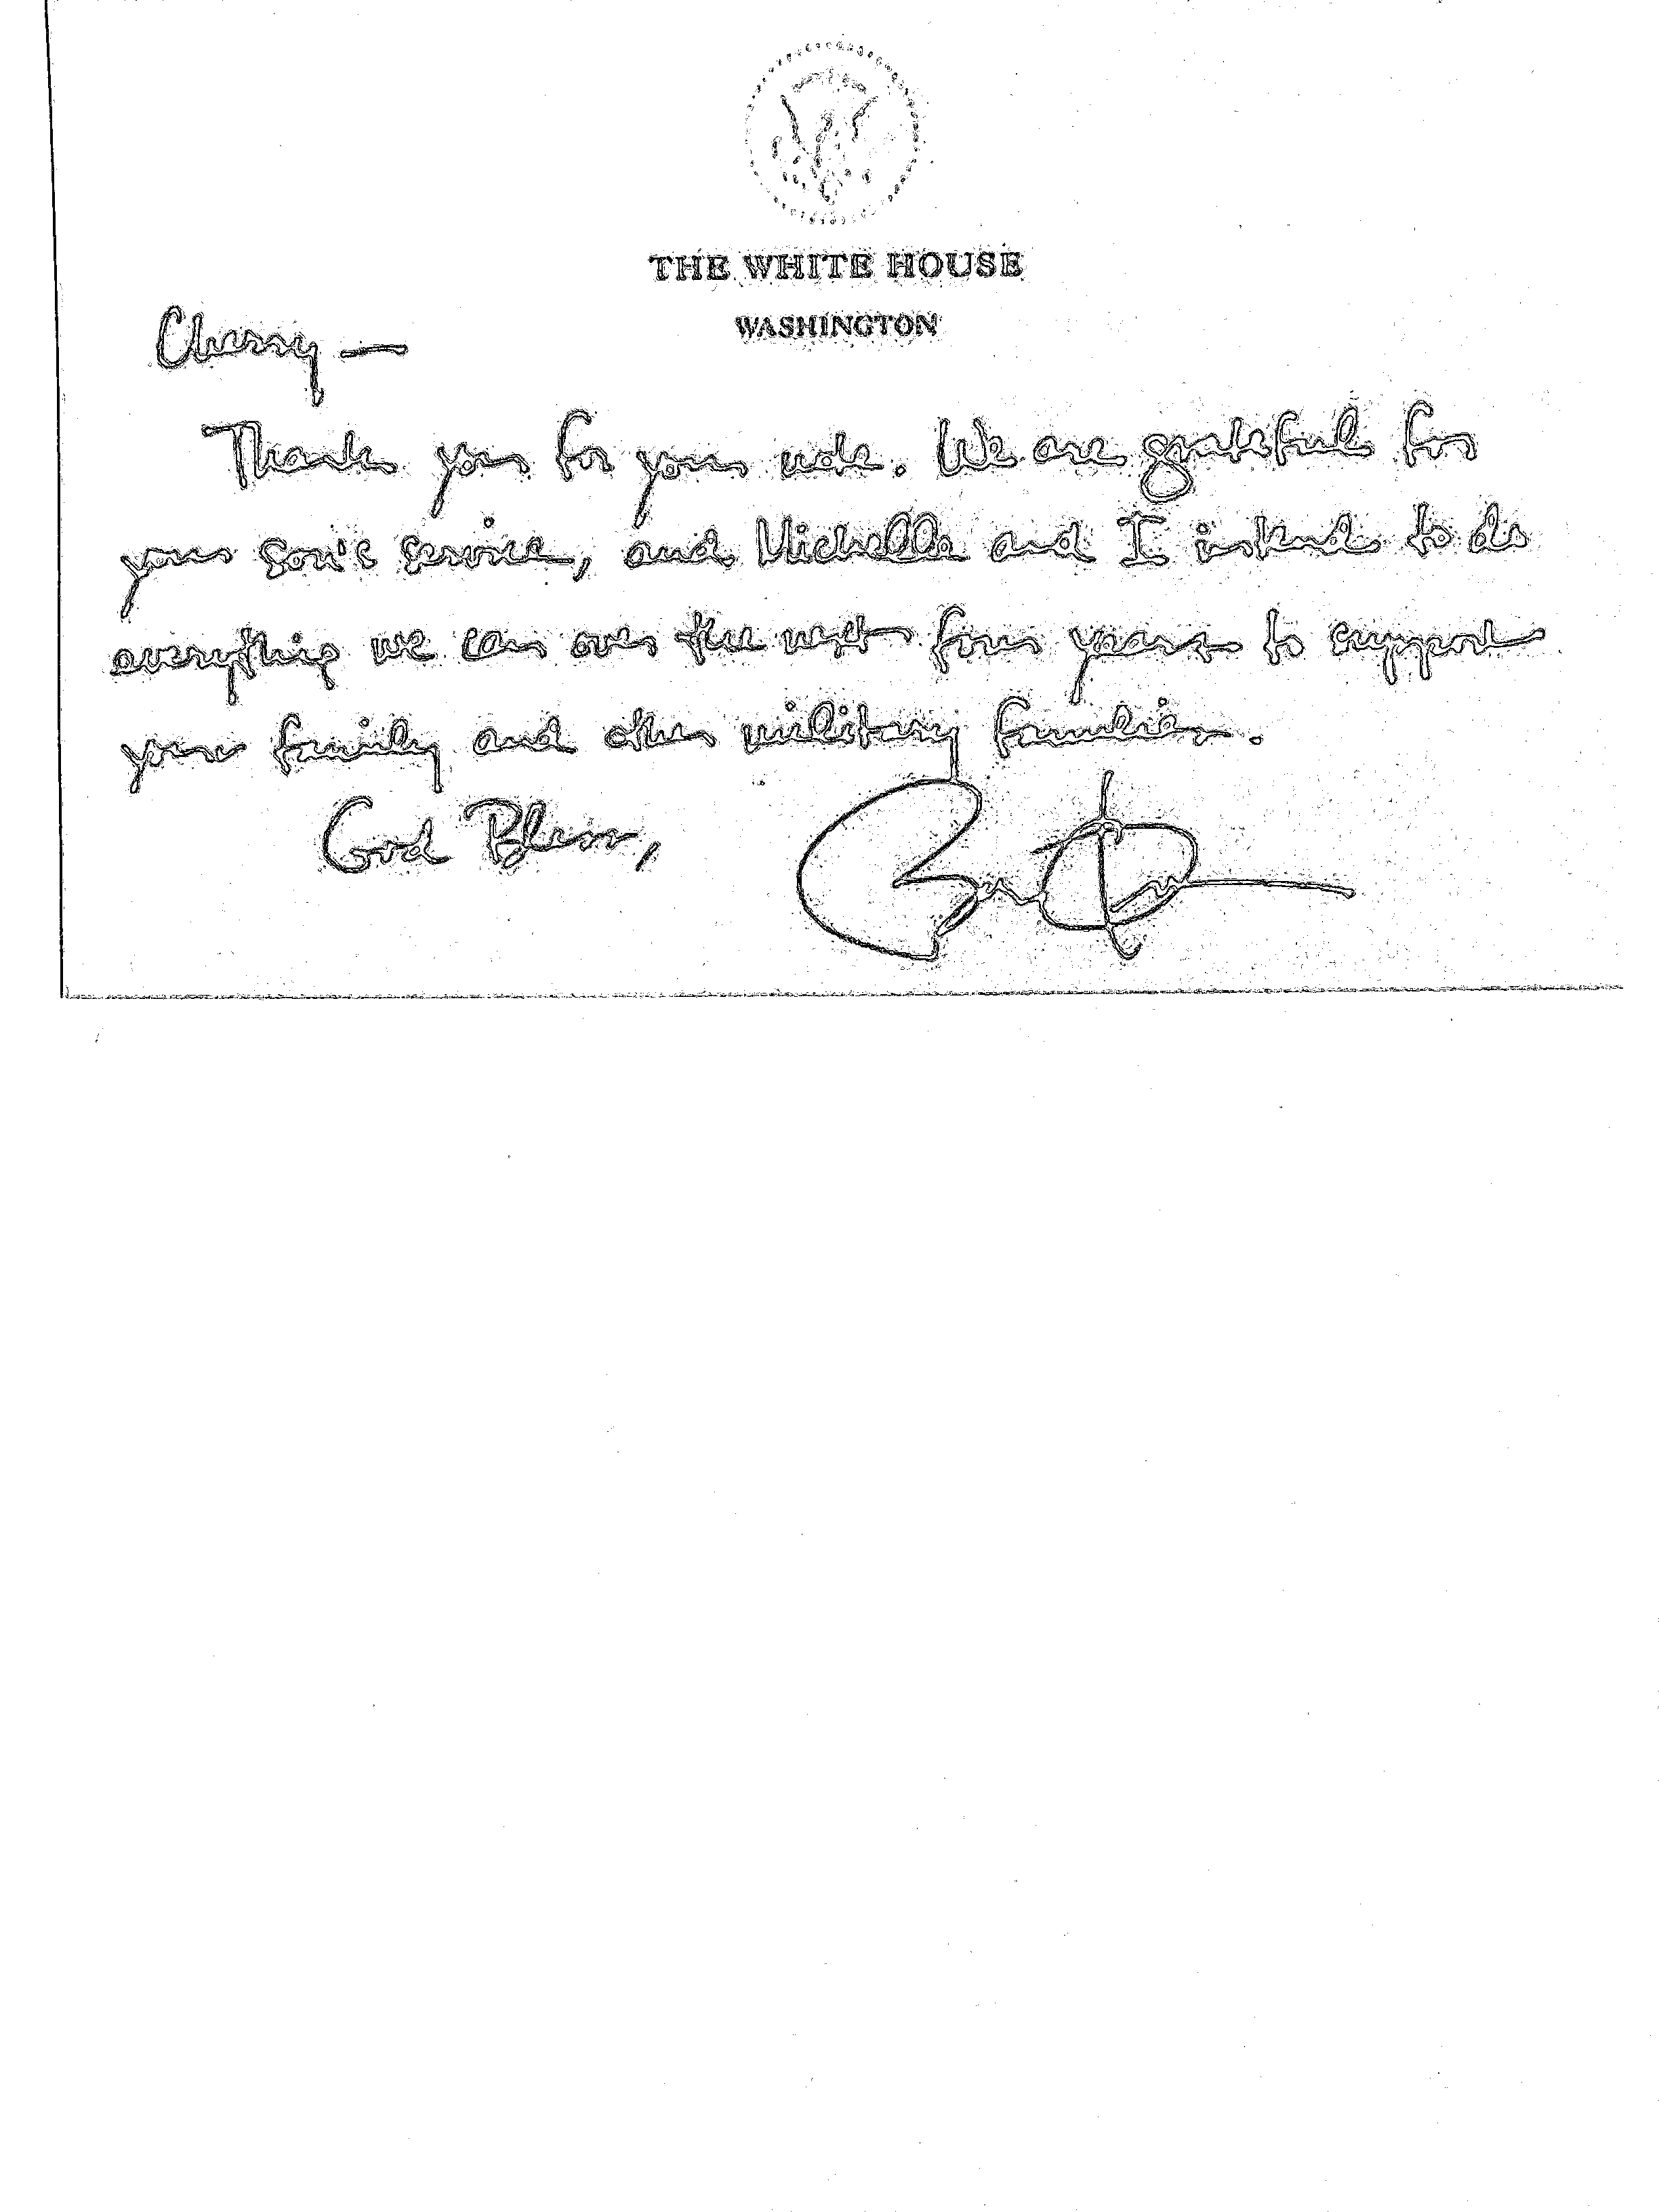 THE WHITE HOUSE
WASHINGTON
Cherry —
Thank you for your note. We are grateful for
your son's service, and Michelle and I intend to do
everything we can over the next four years to support
your family and other military families.
God Bless,